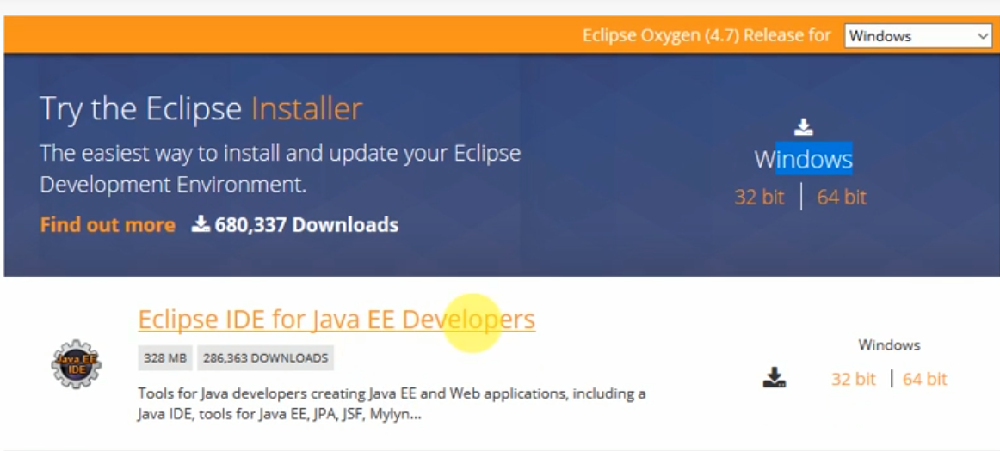 Eclipse Oxygen (4.7) Release for Windows
Try the Eclipse Installer
The easiest way to install and update your Eclipse
Development Environment.
Find out more 680,337 Downloads
Windows
32 bit | 64 bit
Eclipse IDE for Java EE Developers
328 MB 286,363 DOWNLOADS
Tools for Java developers creating Java EE and Web applications, including a
Java IDE, tools for Java EE, JPA, JSF, Mylyn...
Java EE
IDE
Windows
32 bit | 64 bit